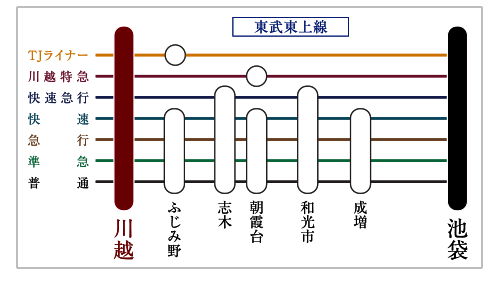 東武東上線
TJライナー
川越特急
快速急行
快速
急行
準急
普通
川越
ふじみ野
志木
朝霞台
和光市
成増
池袋